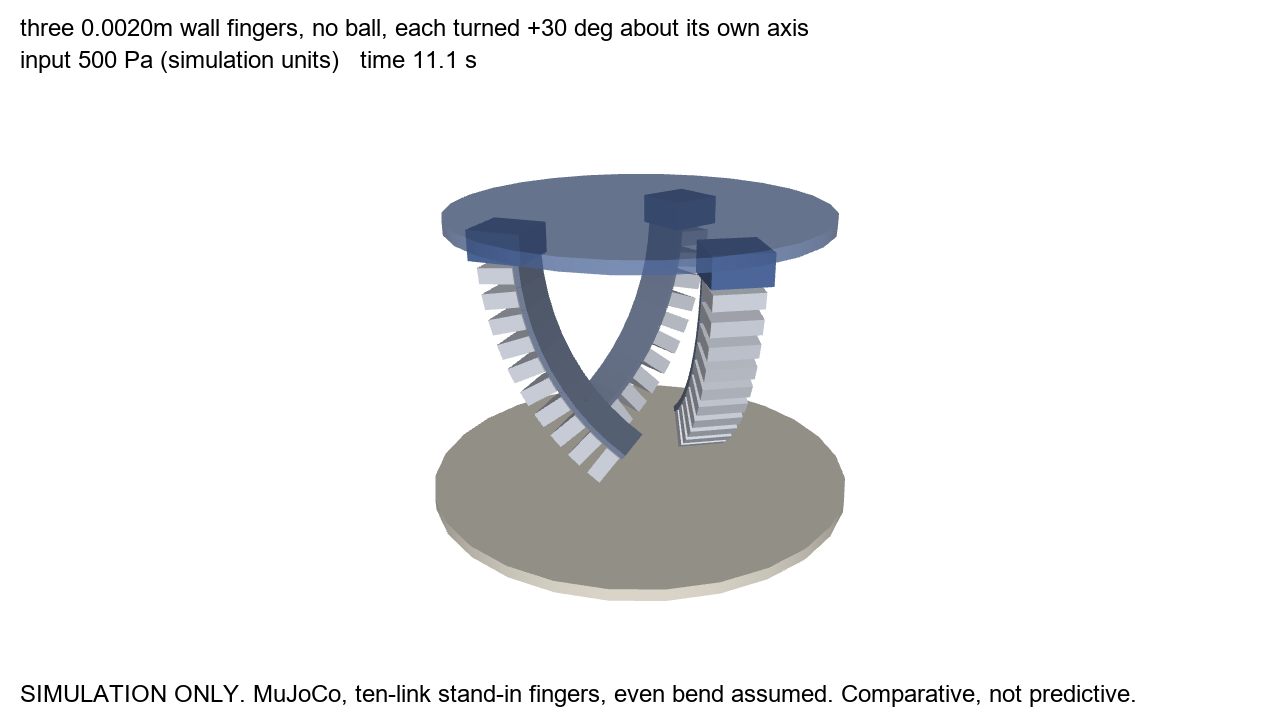 three 0.0020m wall fingers, no ball, each turned +30 deg about its own axis
input 500 Pa (simulation units)   time 11.1 s
SIMULATION ONLY. MuJoCo, ten-link stand-in fingers, even bend assumed. Comparative, not predictive.